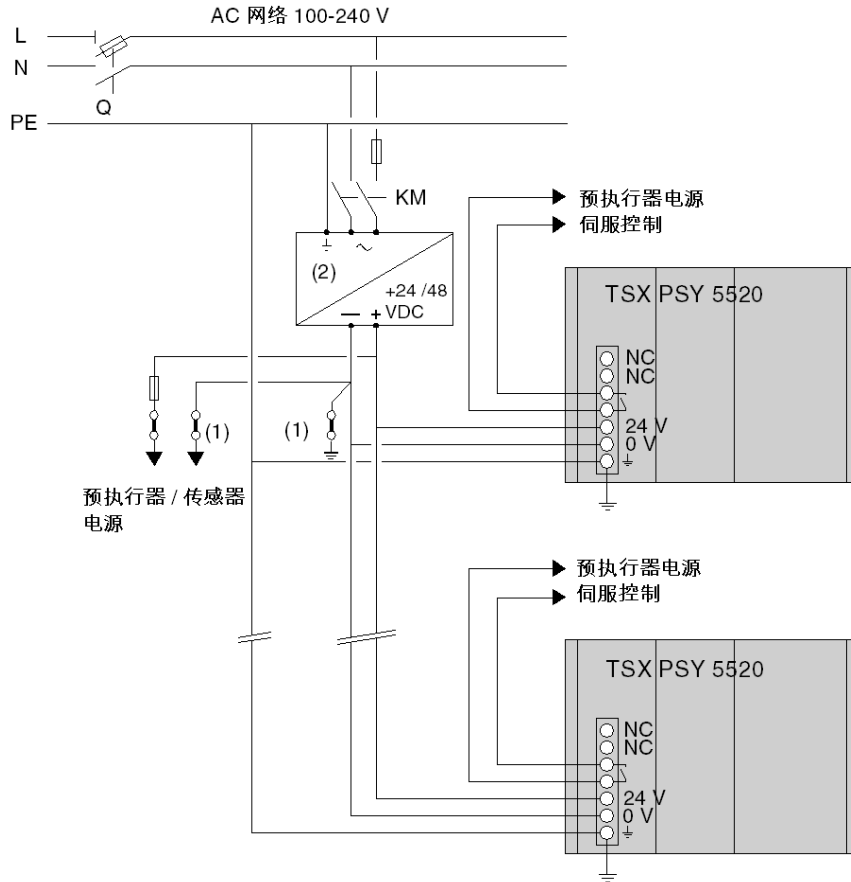 AC 网络 100-240 V
L
N
Q
PE
KM
(2)
+24 /48
VDC
预执行器电源
伺服控制
TSX PSY 5520
NC
NC
24 V
0 V
(1)
(1)
预执行器 / 传感器
电源
预执行器电源
伺服控制
TSX PSY 5520
NC
NC
24 V
0 V